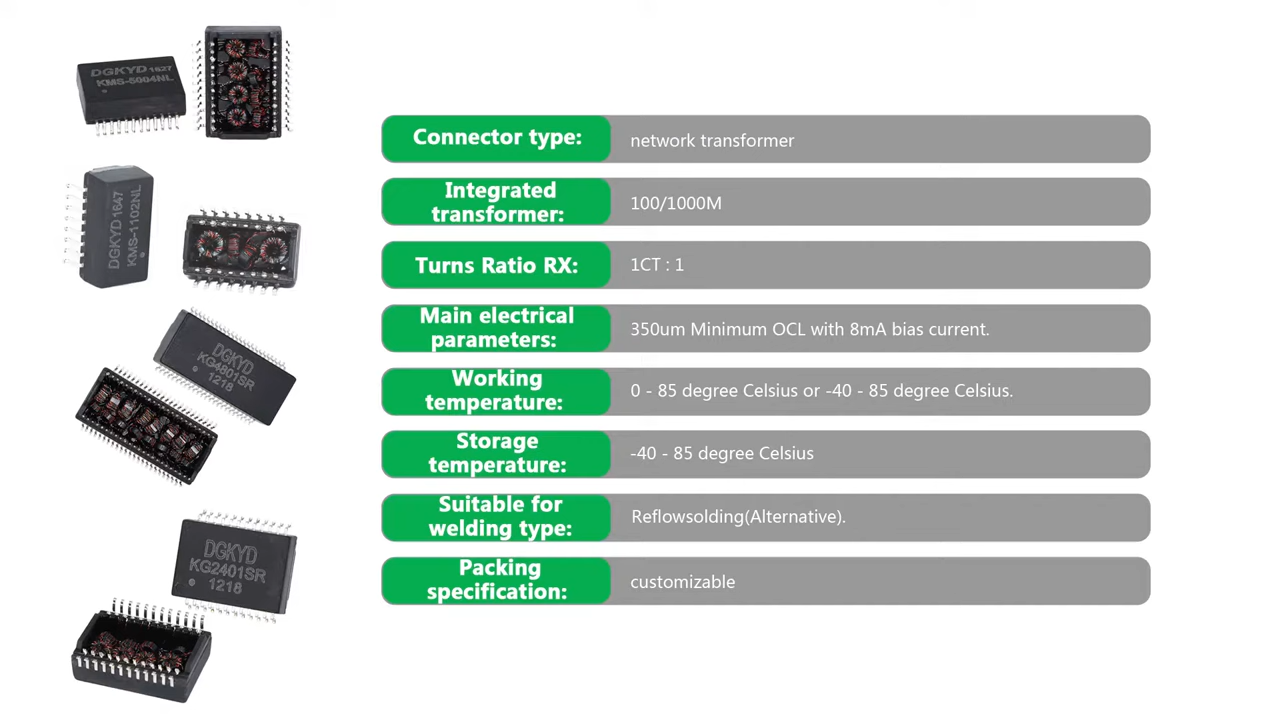 DGKYD 1627
KMS-5004NL
DGKYD 1647
KMS-1102NL
DGKYD
KG4801SR
1218
DGKYD
KG2401SR
1218
Connector type:
network transformer
Integrated
transformer:
100/1000M
Turns Ratio RX:
1CT : 1
Main electrical
parameters:
350um Minimum OCL with 8mA bias current.
Working
temperature:
0 - 85 degree Celsius or -40 - 85 degree Celsius.
Storage
temperature:
-40 - 85 degree Celsius
Suitable for
welding type:
Reflowsolding(Alternative).
Packing
specification:
customizable